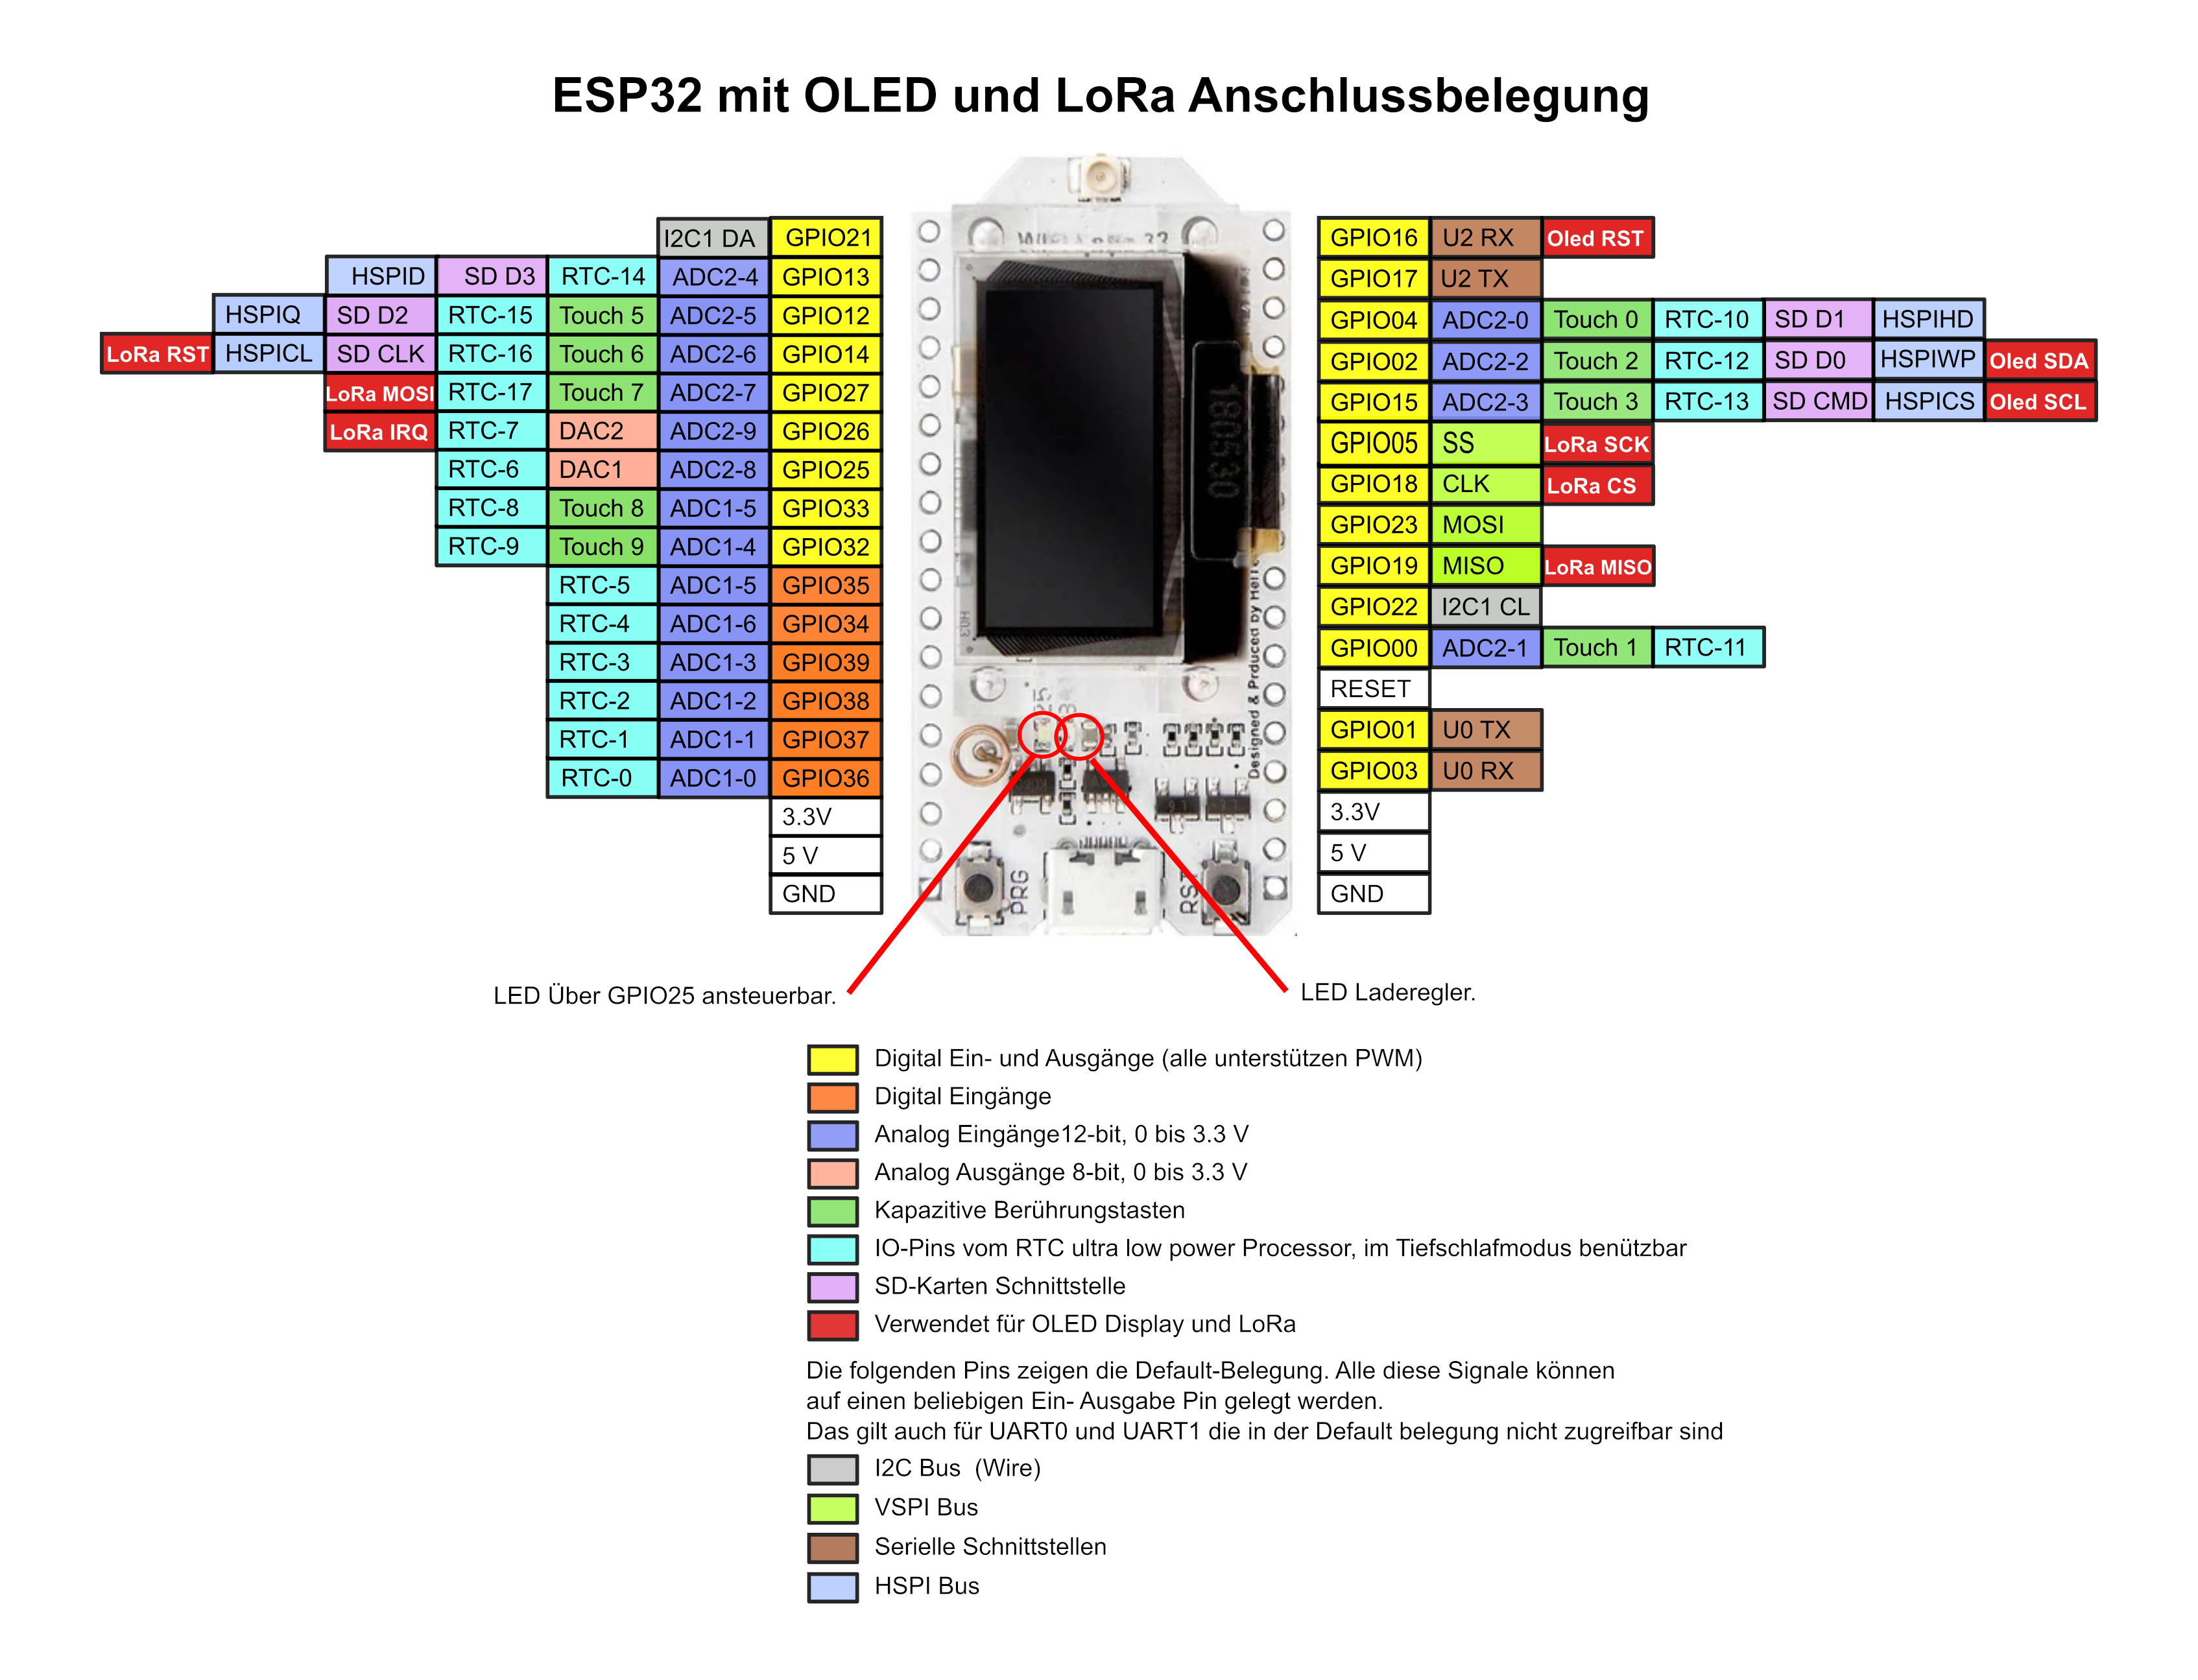 ESP32 mit OLED und LoRa Anschlussbelegung
I2C1 DA GPIO21
HSPID SD D3 RTC-14 ADC2-4 GPIO13
HSPIQ SD D2 RTC-15 Touch 5 ADC2-5 GPIO12
LoRa RST HSPICL SD CLK RTC-16 Touch 6 ADC2-6 GPIO14
LoRa MOSI RTC-17 Touch 7 ADC2-7 GPIO27
LoRa IRQ RTC-7 DAC2 ADC2-9 GPIO26
RTC-6 DAC1 ADC2-8 GPIO25
RTC-8 Touch 8 ADC1-5 GPIO33
RTC-9 Touch 9 ADC1-4 GPIO32
RTC-5 ADC1-5 GPIO35
RTC-4 ADC1-6 GPIO34
RTC-3 ADC1-3 GPIO39
RTC-2 ADC1-2 GPIO38
RTC-1 ADC1-1 GPIO37
RTC-0 ADC1-0 GPIO36
3.3V
5 V
GND
180530
Designed & Produced by
PRG
RST
GPIO16 U2 RX Oled RST
GPIO17 U2 TX
GPIO04 ADC2-0 Touch 0 RTC-10 SD D1 HSPIHD
GPIO02 ADC2-2 Touch 2 RTC-12 SD D0 HSPIWP Oled SDA
GPIO15 ADC2-3 Touch 3 RTC-13 SD CMD HSPICS Oled SCL
GPIO05 SS LoRa SCK
GPIO18 CLK LoRa CS
GPIO23 MOSI
GPIO19 MISO LoRa MISO
GPIO22 I2C1 CL
GPIO00 ADC2-1 Touch 1 RTC-11
RESET
GPIO01 U0 TX
GPIO03 U0 RX
3.3V
5 V
GND
LED Über GPIO25 ansteuerbar.
LED Laderegler.
Digital Ein- und Ausgänge (alle unterstützen PWM)
Digital Eingänge
Analog Eingänge12-bit, 0 bis 3.3 V
Analog Ausgänge 8-bit, 0 bis 3.3 V
Kapazitive Berührungstasten
IO-Pins vom RTC ultra low power Processor, im Tiefschlafmodus benützbar
SD-Karten Schnittstelle
Verwendet für OLED Display und LoRa
Die folgenden Pins zeigen die Default-Belegung. Alle diese Signale können
auf einen beliebigen Ein- Ausgabe Pin gelegt werden.
Das gilt auch für UART0 und UART1 die in der Default belegung nicht zugreifbar sind
I2C Bus (Wire)
VSPI Bus
Serielle Schnittstellen
HSPI Bus